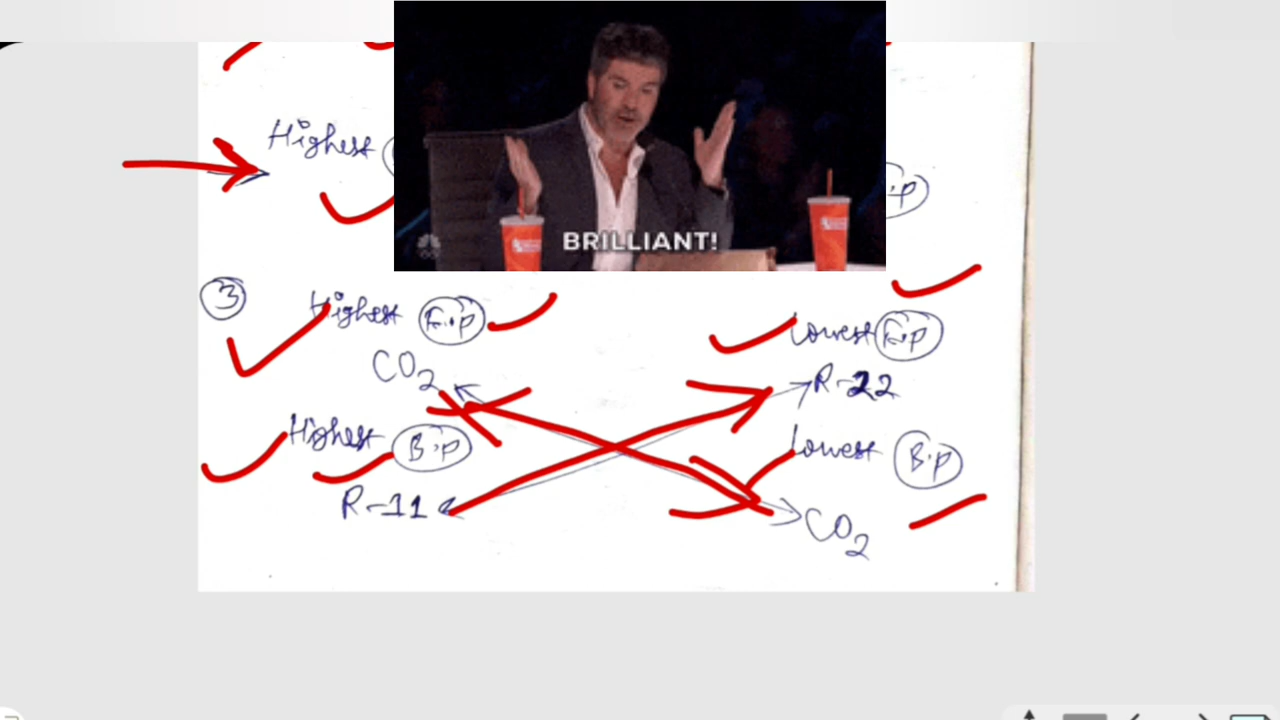 BRILLIANT!
Highest
.p
3 Highest F.p Lowest F.p
CO2 R-22
Highest B.p Lowest B.p
R-11 CO2